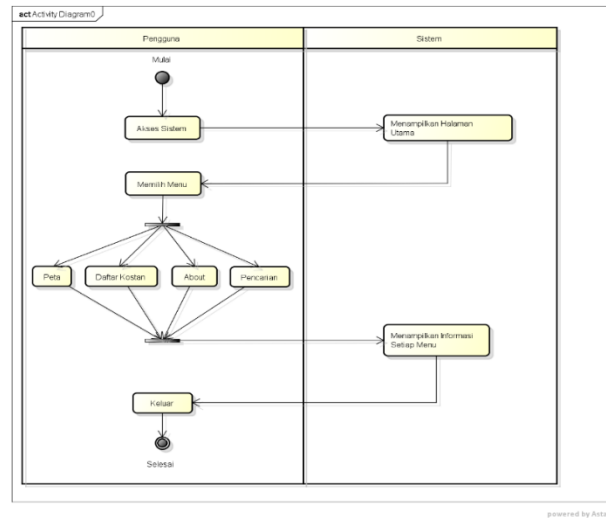 act Activity Diagram0
Pengguna
Sistem
Mulai
Akses Sistem
Menampilkan Halaman
Utama
Memilih Menu
Peta
Daftar Kostan
About
Pencarian
Menampilkan Informasi
Setiap Menu
Keluar
Selesai
powered by Asta